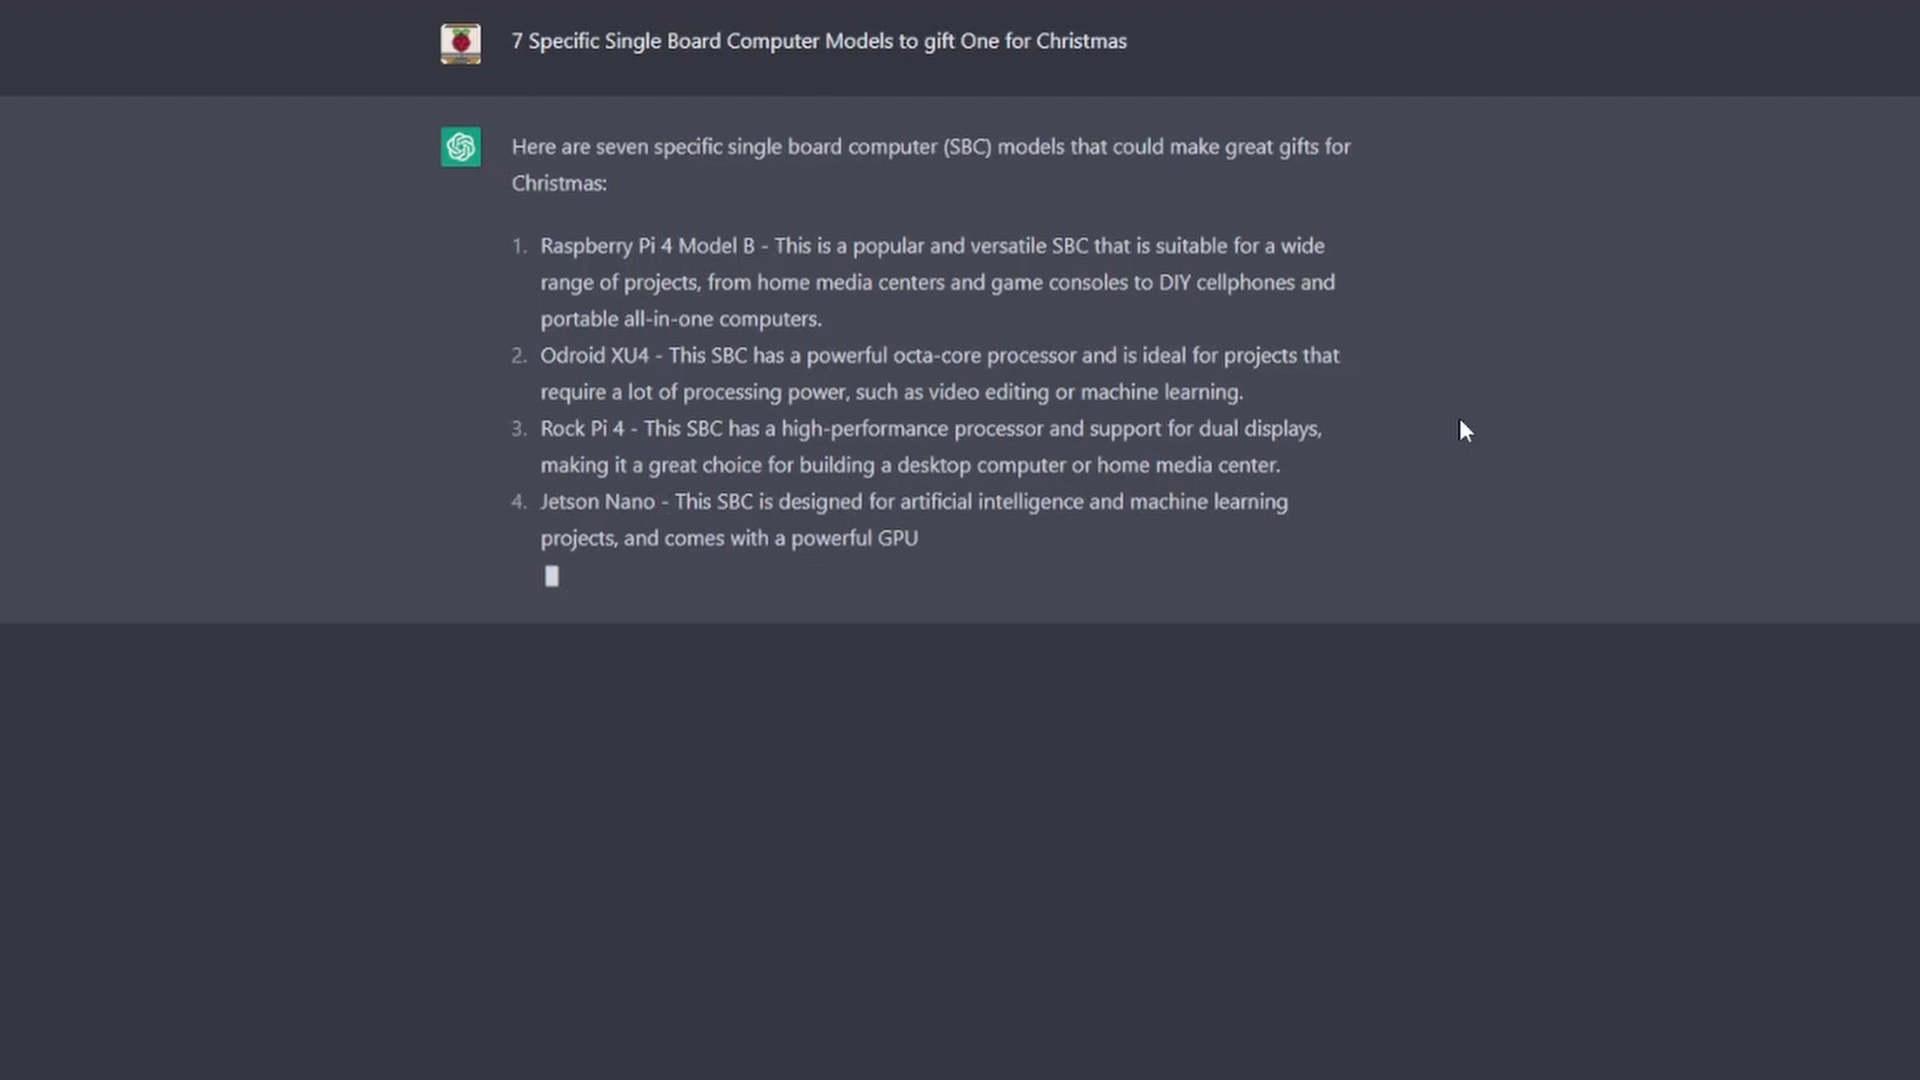 7 Specific Single Board Computer Models to gift One for Christmas
Here are seven specific single board computer (SBC) models that could make great gifts for
Christmas:
1. Raspberry Pi 4 Model B - This is a popular and versatile SBC that is suitable for a wide
range of projects, from home media centers and game consoles to DIY cellphones and
portable all-in-one computers.
2. Odroid XU4 - This SBC has a powerful octa-core processor and is ideal for projects that
require a lot of processing power, such as video editing or machine learning.
3. Rock Pi 4 - This SBC has a high-performance processor and support for dual displays,
making it a great choice for building a desktop computer or home media center.
4. Jetson Nano - This SBC is designed for artificial intelligence and machine learning
projects, and comes with a powerful GPU